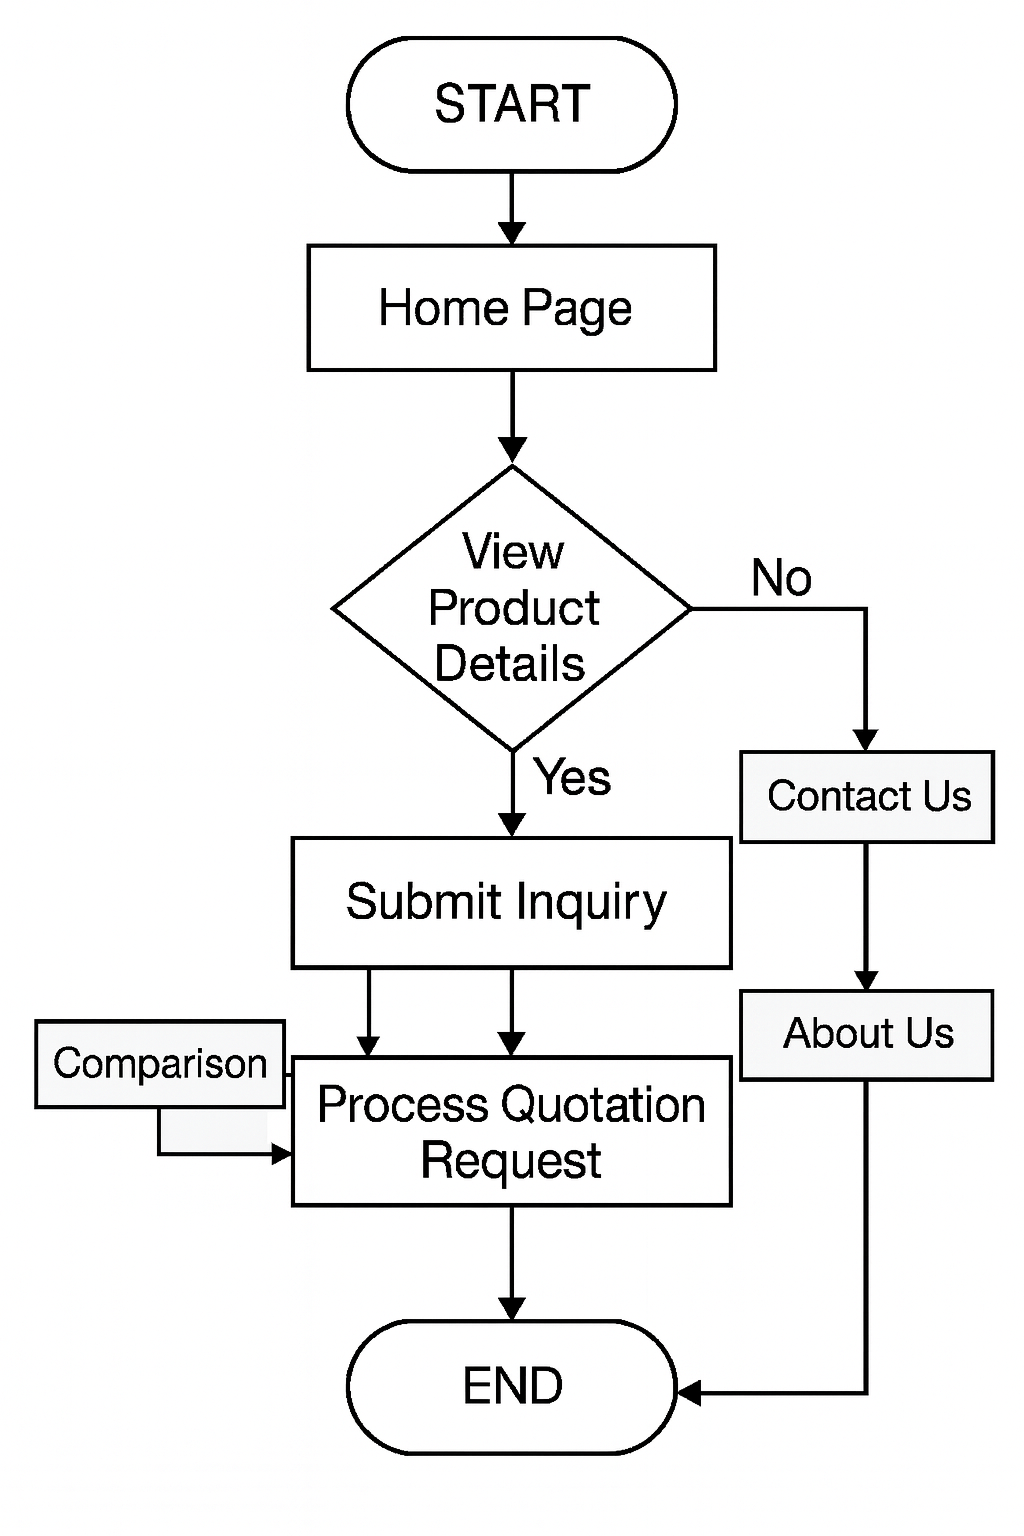 START
Home Page
View
Product
Details
No
Yes
Contact Us
Submit Inquiry
About Us
Comparison
Process Quotation
Request
END